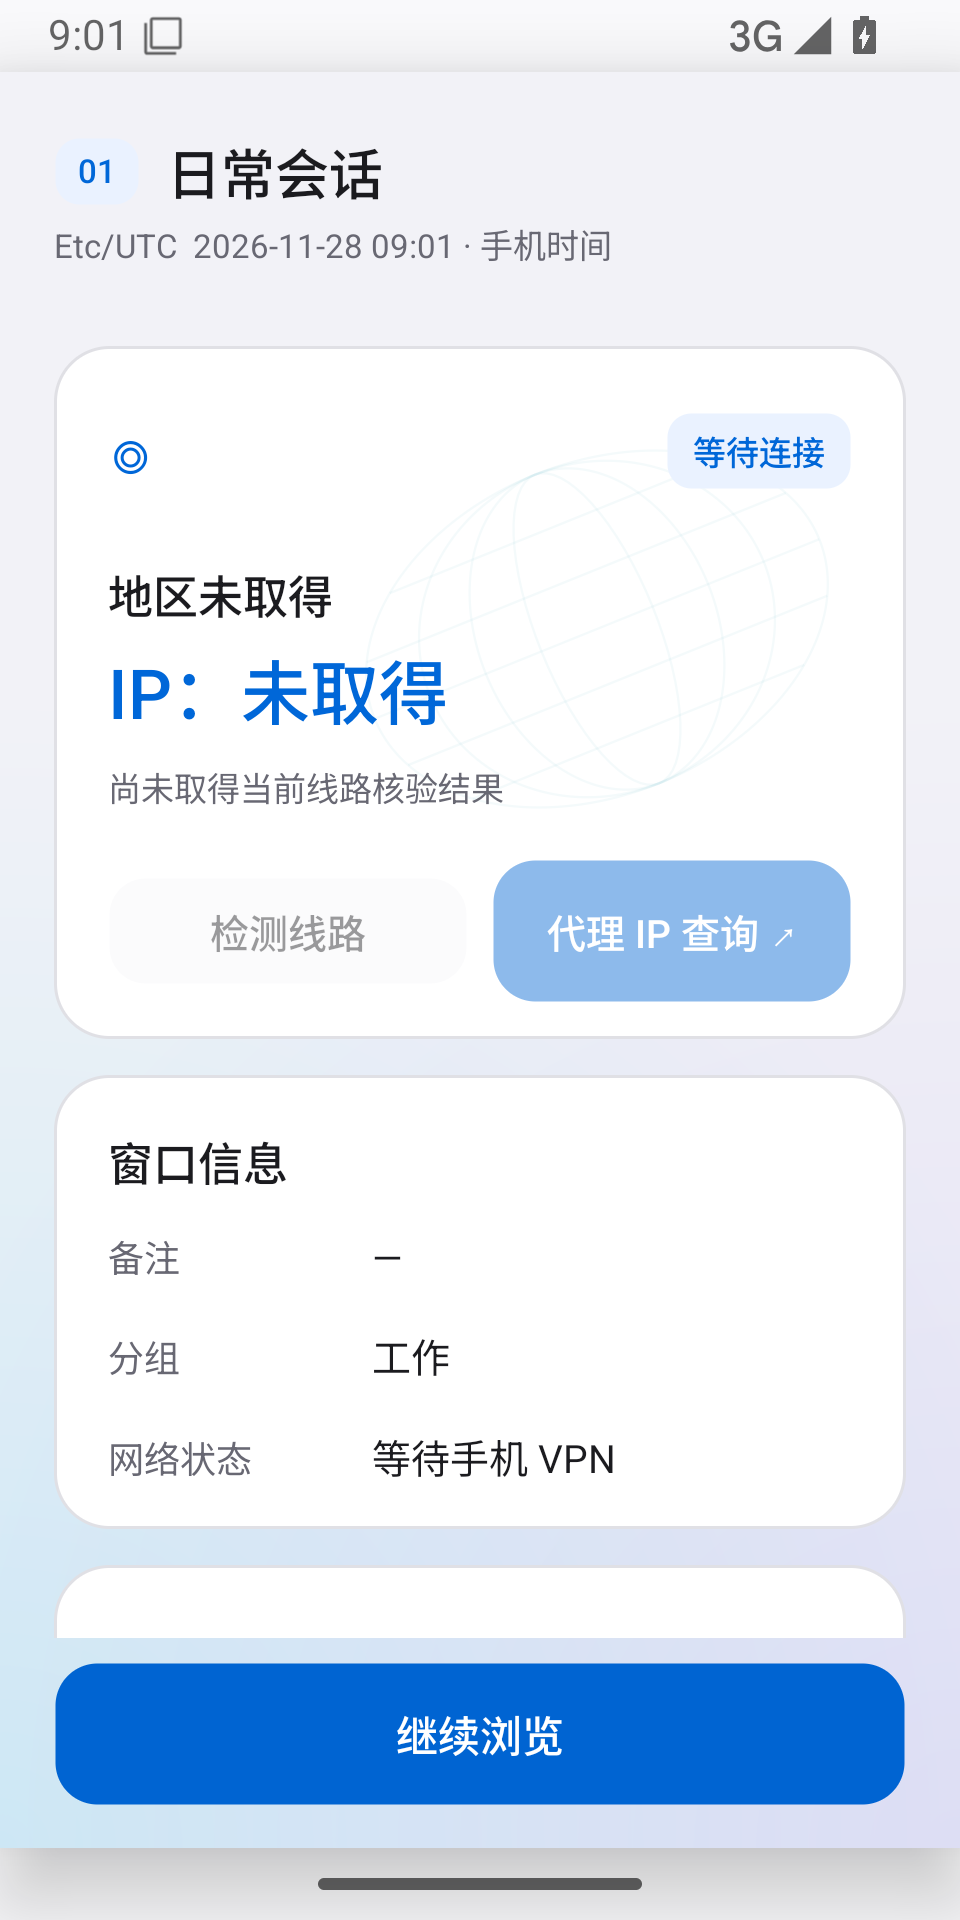 9:01
3G
01 日常会话
Etc/UTC 2026-11-28 09:01 · 手机时间
等待连接
地区未取得
IP：未取得
尚未取得当前线路核验结果
检测线路
代理 IP 查询 ↗
窗口信息
备注 —
分组 工作
网络状态 等待手机 VPN
继续浏览